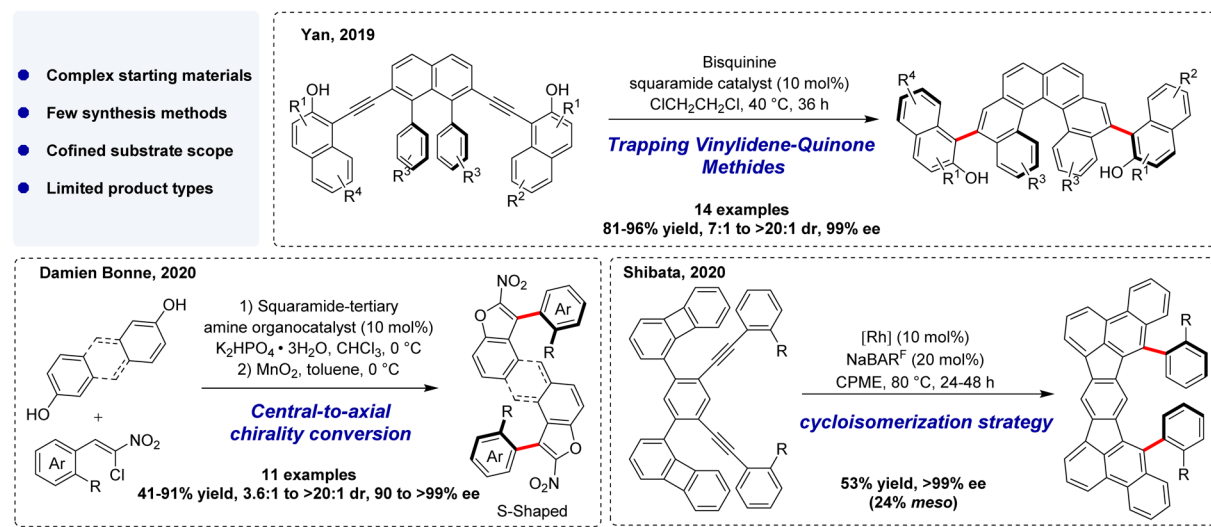 Complex starting materials
Few synthesis methods
Cofined substrate scope
Limited product types
Yan, 2019
OH
R1
R3
R3
R4
OH
R1
R2
Bisquinine
squaramide catalyst (10 mol%)
ClCH2CH2Cl, 40 °C, 36 h
Trapping Vinylidene-Quinone
Methides
14 examples
81-96% yield, 7:1 to >20:1 dr, 99% ee
R4
R1
OH
R3
R3
HO
R1
R2
Damien Bonne, 2020
OH
HO
+
Ar
NO2
Cl
R
1) Squaramide-tertiary
amine organocatalyst (10 mol%)
K2HPO4 • 3H2O, CHCl3, 0 °C
2) MnO2, toluene, 0 °C
Central-to-axial
chirality conversion
11 examples
41-91% yield, 3.6:1 to >20:1 dr, 90 to >99% ee
NO2
O
Ar
R
R
Ar
O
O2N
S-Shaped
Shibata, 2020
R
R
[Rh] (10 mol%)
NaBARF (20 mol%)
CPME, 80 °C, 24-48 h
cycloisomerization strategy
53% yield, >99% ee
(24% meso)
R
R